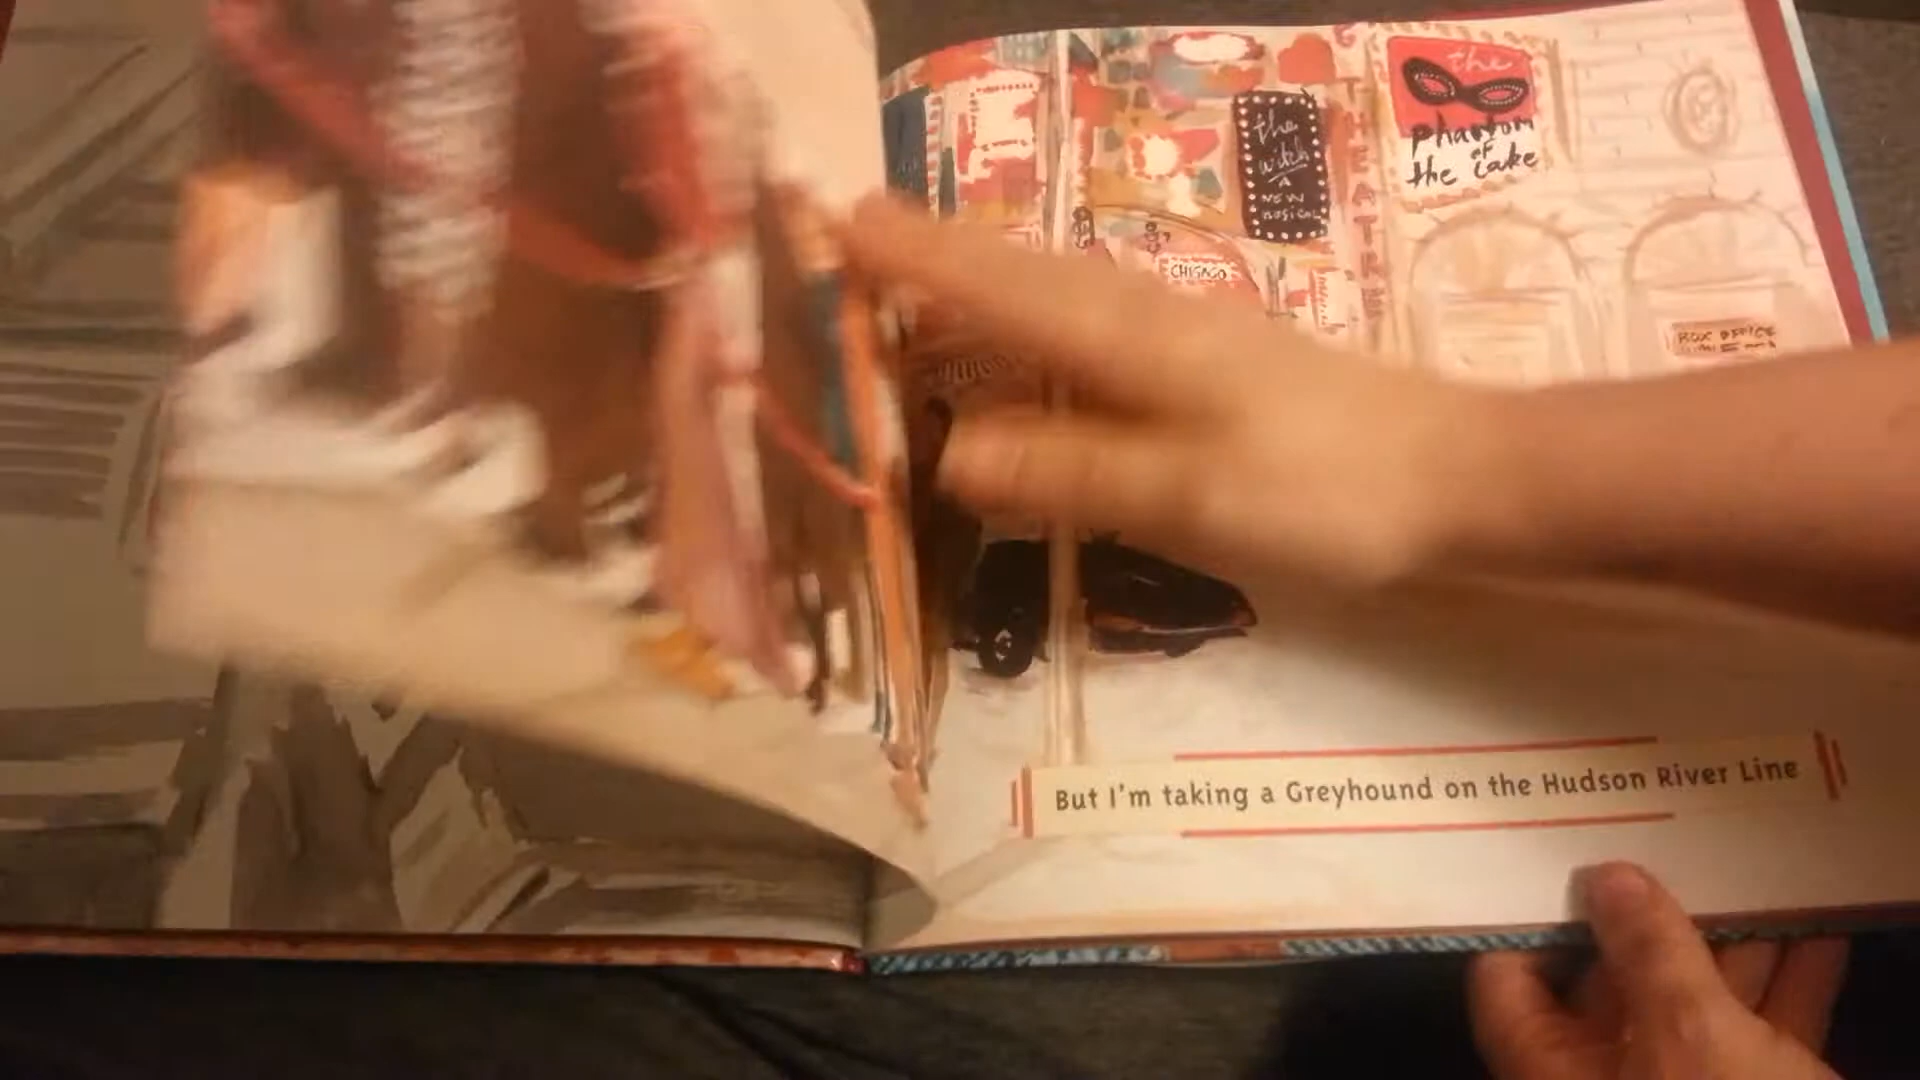 the
phantom
of
the Lake
the
witch
A
NEW
MUSICAL
THEATRE
CHICAGO
BOX OFFICE
But I'm taking a Greyhound on the Hudson River Line